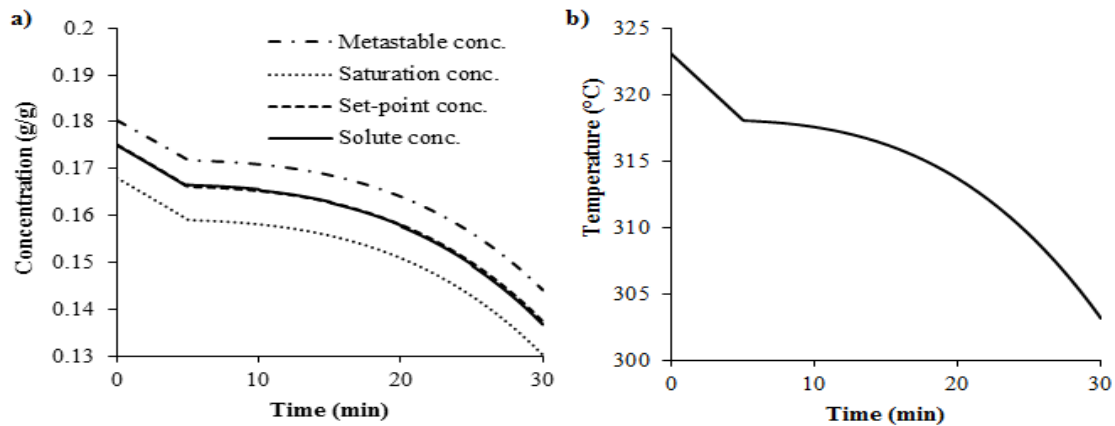 a)
Concentration (g/g)
0.2
0.19
0.18
0.17
0.16
0.15
0.14
0.13
Metastable conc.
Saturation conc.
Set-point conc.
Solute conc.
0
10
20
30
Time (min)
b)
Temperature (°C)
325
320
315
310
305
300
0
10
20
30
Time (min)